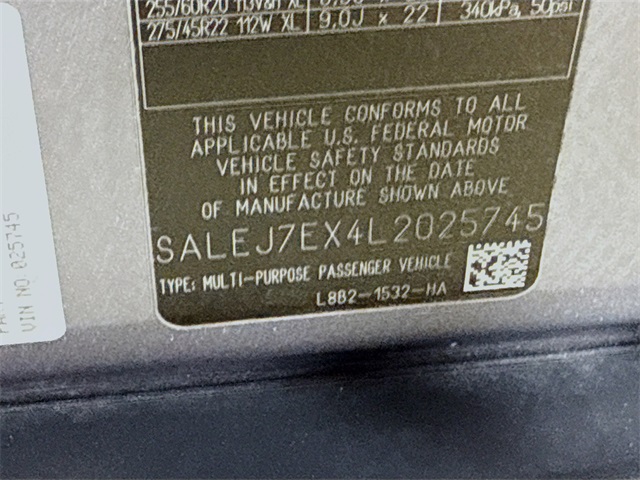 255/60R20 113V&H XL
275/45R22 112W XL 9.0J x 22 340kPa, 50psi
THIS VEHICLE CONFORMS TO ALL
APPLICABLE U.S. FEDERAL MOTOR
VEHICLE SAFETY STANDARDS
IN EFFECT ON THE DATE
OF MANUFACTURE SHOWN ABOVE
SALEJ7EX4L2025745
TYPE: MULTI-PURPOSE PASSENGER VEHICLE
L8B2-1532-HA
VIN NO 025745